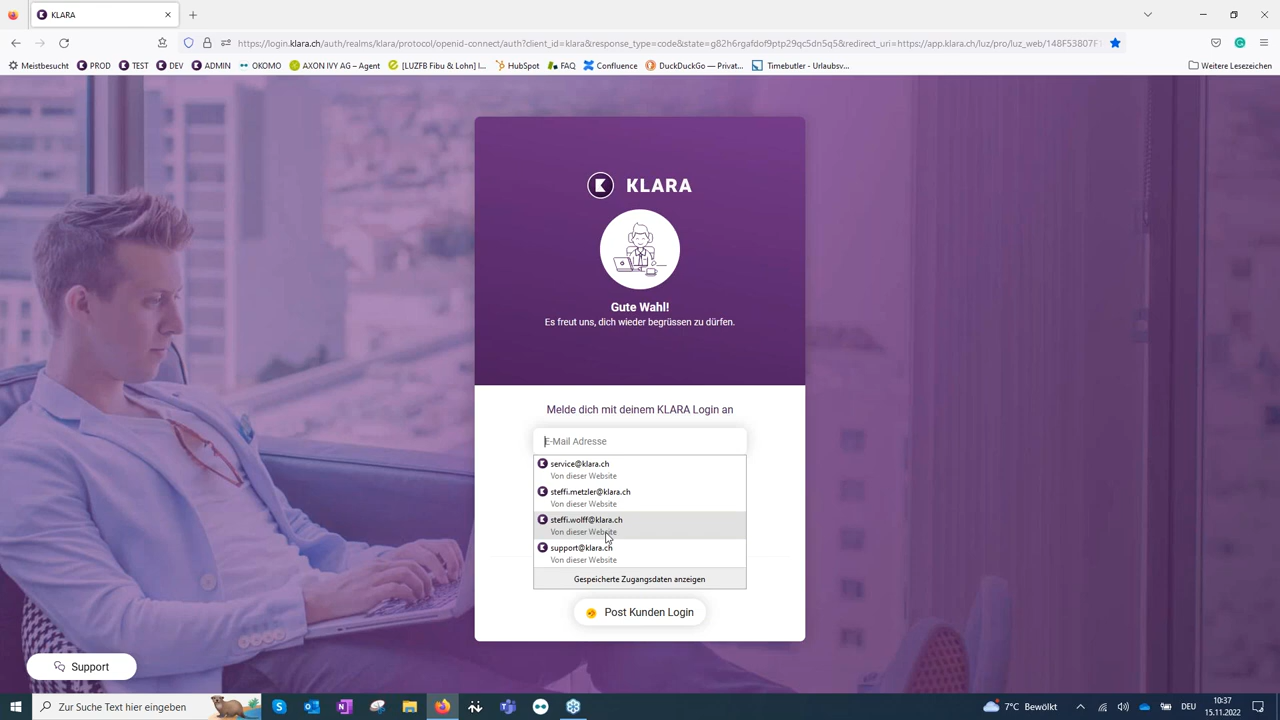 KLARA
https://login.klara.ch/auth/realms/klara/protocol/openid-connect/auth?client_id=klara&response_type=code&state=g82h6rgafdof9ptp29qc5dn5q5&redirect_uri=https://app.klara.ch/luz/pro/luz_web/148F53807F1
Meistbesucht PROD TEST DEV ADMIN OKOMO AXON IVY AG – Agent [LUZFB Fibu & Lohn] I... HubSpot FAQ Confluence DuckDuckGo — Privat... Timebutler - Urlaubsv... Weitere Lesezeichen
KLARA
Gute Wahl!
Es freut uns, dich wieder begrüssen zu dürfen.
Melde dich mit deinem KLARA Login an
E-Mail Adresse
service@klara.ch
Von dieser Website
steffi.metzler@klara.ch
Von dieser Website
steffi.wolff@klara.ch
Von dieser Website
support@klara.ch
Von dieser Website
Gespeicherte Zugangsdaten anzeigen
Post Kunden Login
Support
Zur Suche Text hier eingeben
7°C Bewölkt
DEU
10:37
15.11.2022